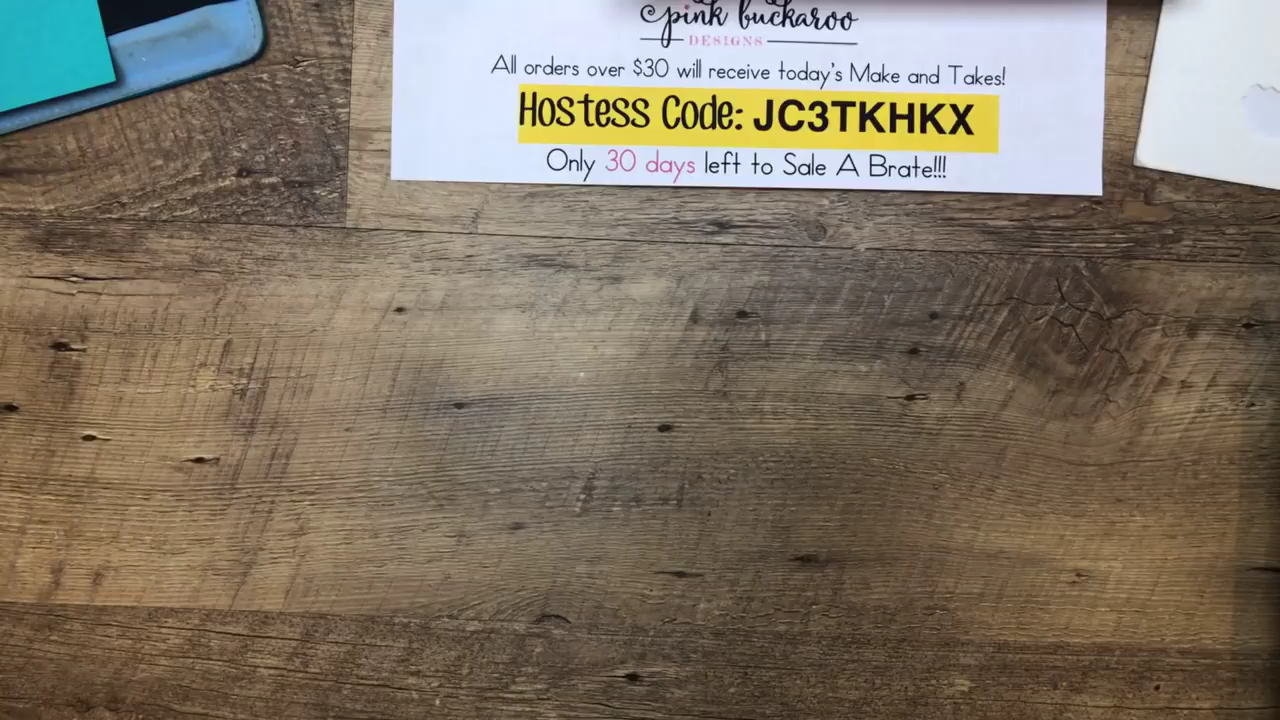 pink buckaroo
DESIGNS
All orders over $30 will receive today's Make and Takes!
Hostess Code: JC3TKHKX
Only 30 days left to Sale A Brate!!!